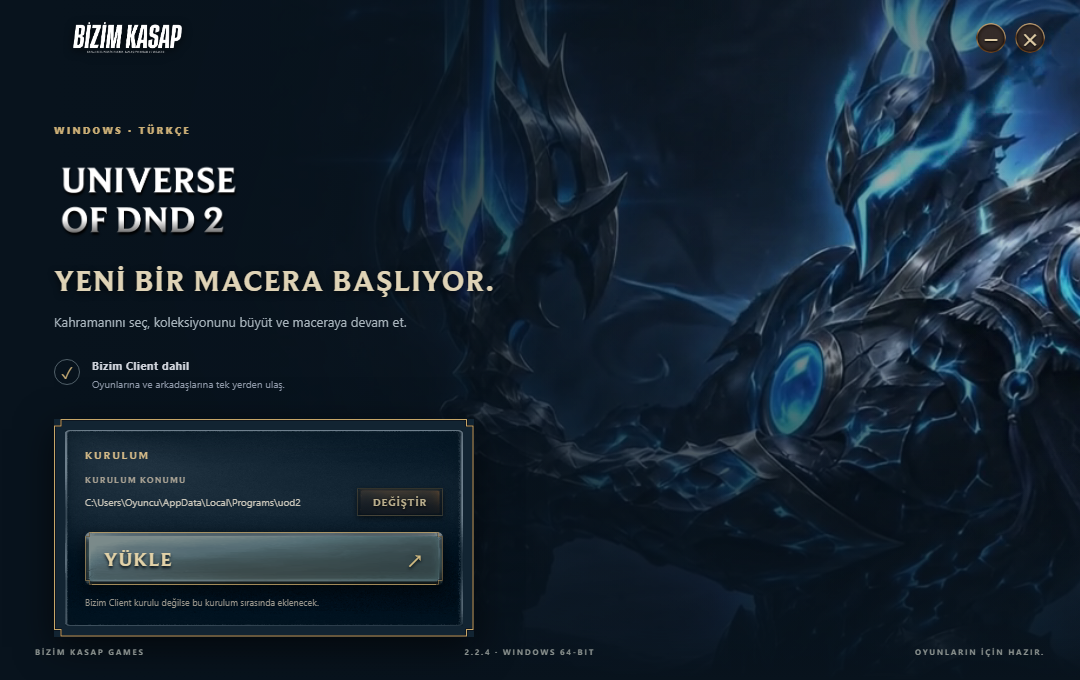 BİZİM KASAP
WINDOWS · TÜRKÇE
UNIVERSE
OF DND 2
YENİ BİR MACERA BAŞLIYOR.
Kahramanını seç, koleksiyonunu büyüt ve maceraya devam et.
Bizim Client dahil
Oyunlarına ve arkadaşlarına tek yerden ulaş.
KURULUM
KURULUM KONUMU
C:\Users\Oyuncu\AppData\Local\Programs\uod2
DEĞİŞTİR
YÜKLE ↗
Bizim Client kurulu değilse bu kurulum sırasında eklenecek.
BİZİM KASAP GAMES
2.2.4 · WINDOWS 64-BIT
OYUNLARIN İÇİN HAZIR.